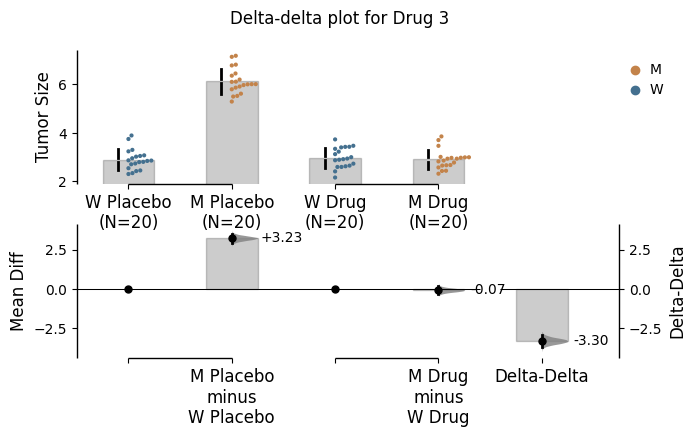 Delta-delta plot for Drug 3
Tumor Size
6
4
2
M
W
W Placebo
(N=20)
M Placebo
(N=20)
W Drug
(N=20)
M Drug
(N=20)
Mean Diff
2.5
0.0
−2.5
+3.23
-0.07
-3.30
2.5
0.0
−2.5
Delta-Delta
M Placebo
minus
W Placebo
M Drug
minus
W Drug
Delta-Delta